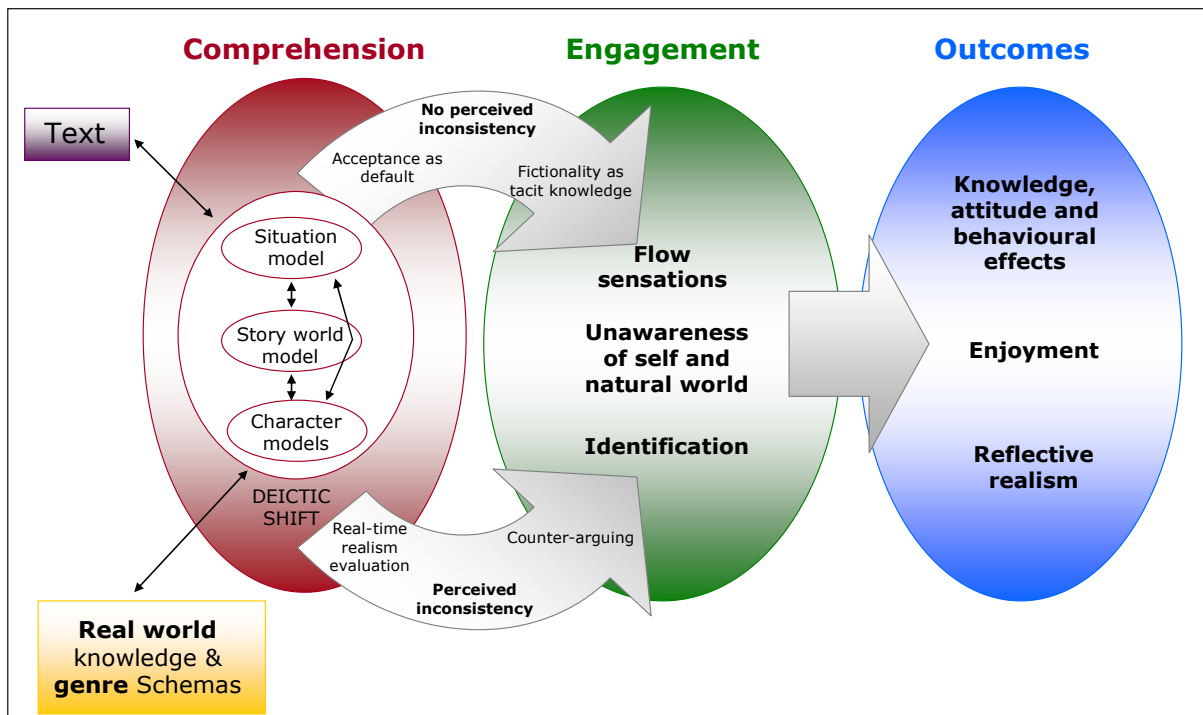 Comprehension
Engagement
Outcomes
Text
No perceived
inconsistency
Acceptance as
default
Fictionality as
tacit knowledge
Situation
model
Story world
model
Character
models
DEICTIC
SHIFT
Real-time
realism
evaluation
Counter-arguing
Perceived
inconsistency
Real world
knowledge &
genre Schemas
Flow
sensations
Unawareness
of self and
natural world
Identification
Knowledge,
attitude and
behavioural
effects
Enjoyment
Reflective
realism